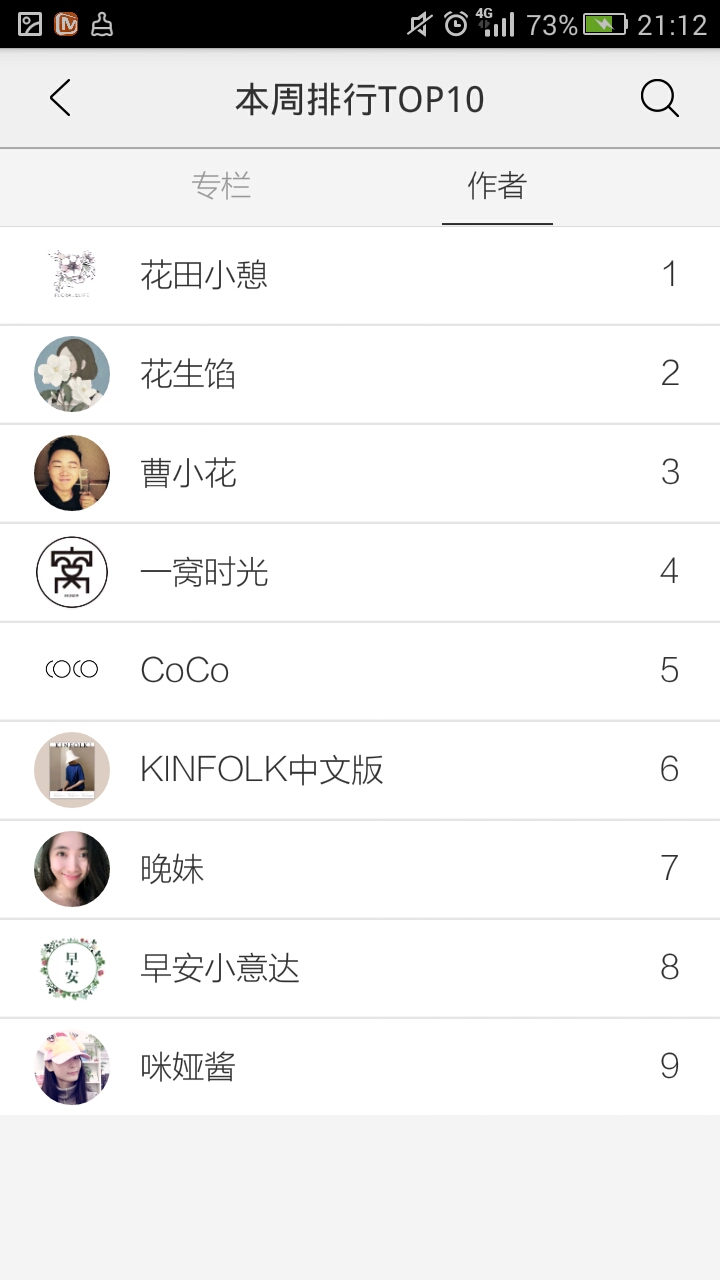 4G 73% 21:12
本周排行TOP10
专栏 作者
花田小憩 1
花生馅 2
曹小花 3
窝
一窝时光 4
COCO
CoCo 5
KINFOLK
KINFOLK中文版 6
晚妹 7
早安
早安小意达 8
咪娅酱 9